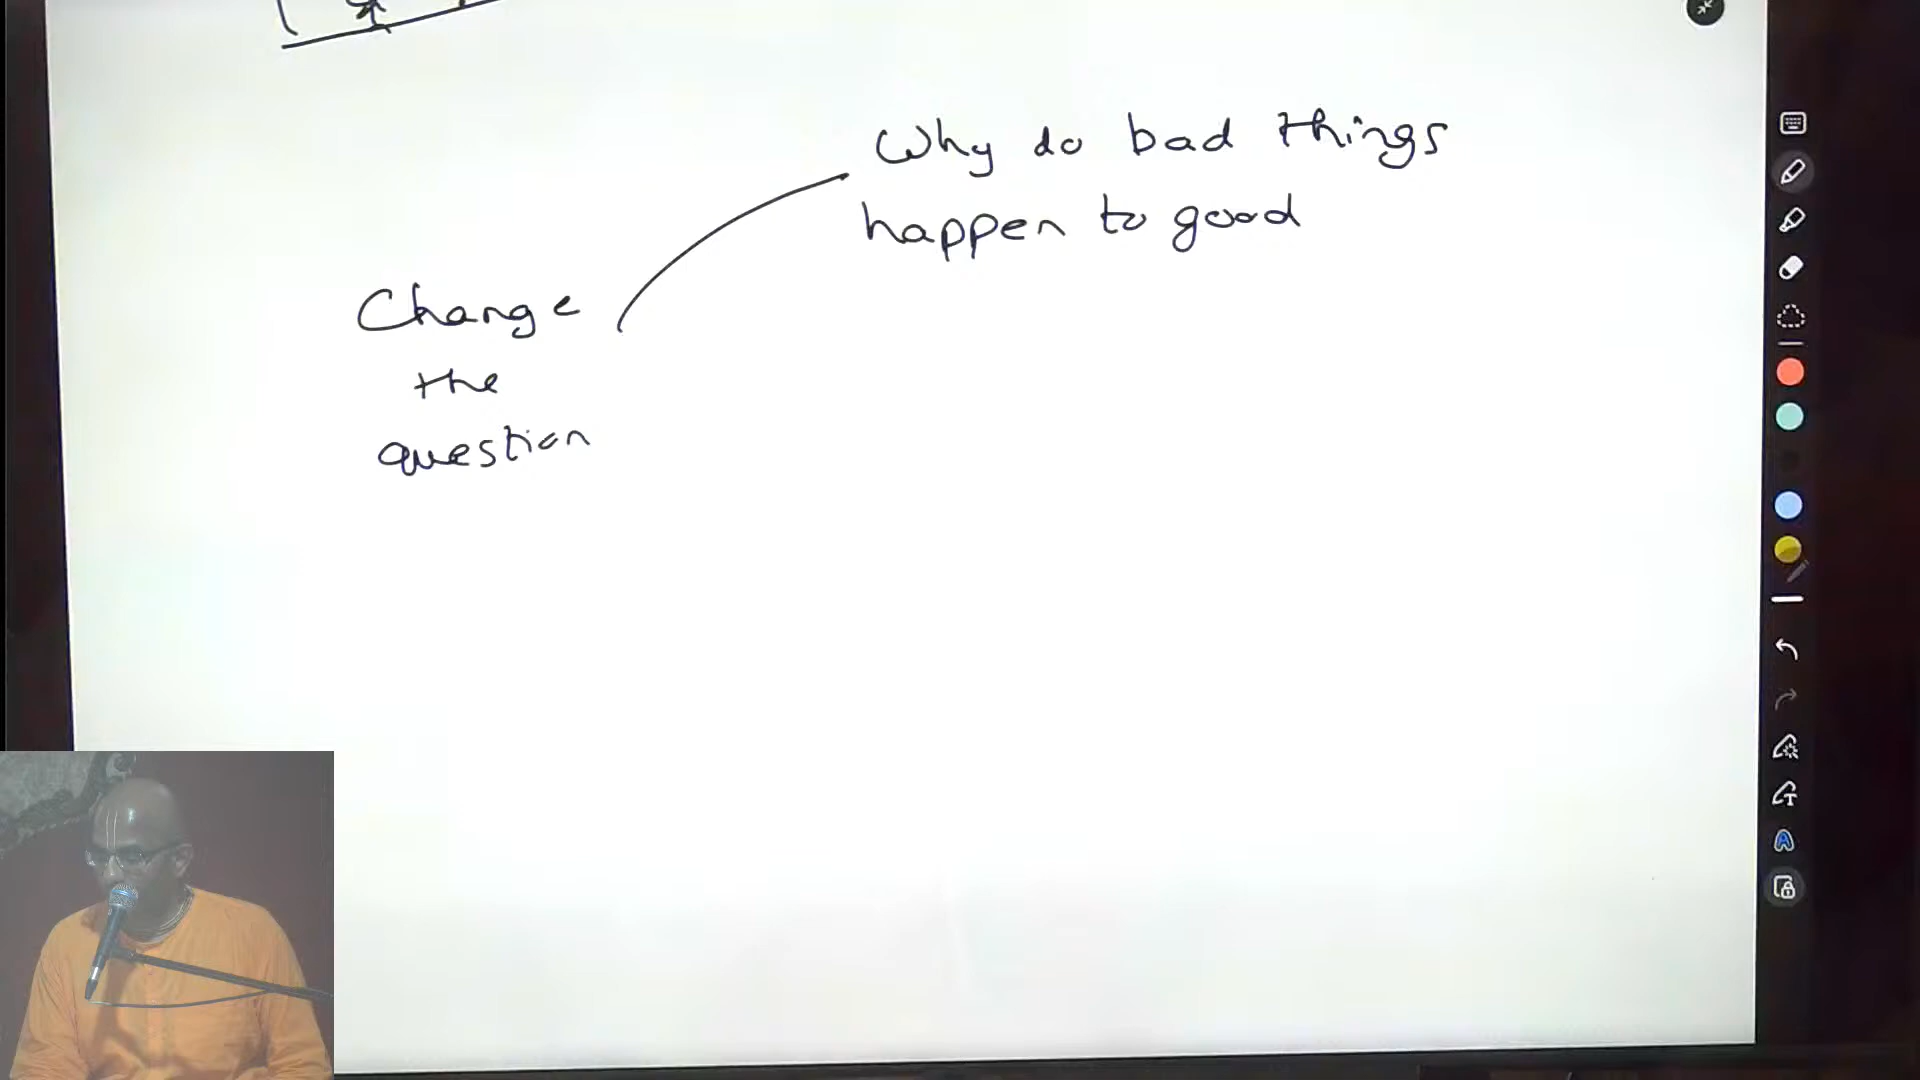 Why do bad things
happen to good
Change
the
question